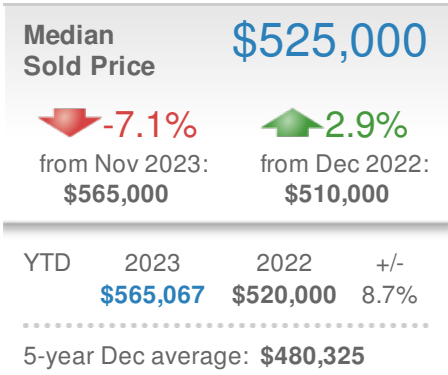 Median $525,000
Sold Price
-7.1% 2.9%
from Nov 2023: from Dec 2022:
$565,000 $510,000
YTD 2023 2022 +/-
$565,067 $520,000 8.7%
5-year Dec average: $480,325